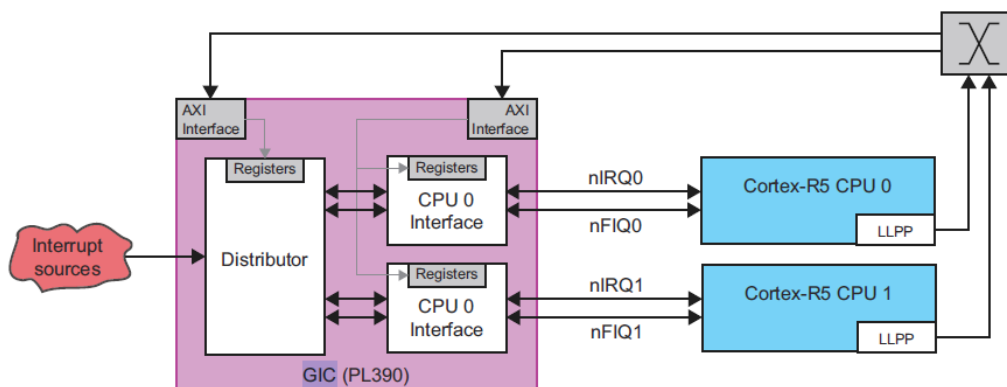 AXI
Interface
AXI
Interface
Registers
Registers
CPU 0
Interface
nIRQ0
nFIQ0
Cortex-R5 CPU 0
LLPP
Interrupt
sources
Distributor
Registers
CPU 0
Interface
nIRQ1
nFIQ1
Cortex-R5 CPU 1
LLPP
GIC (PL390)